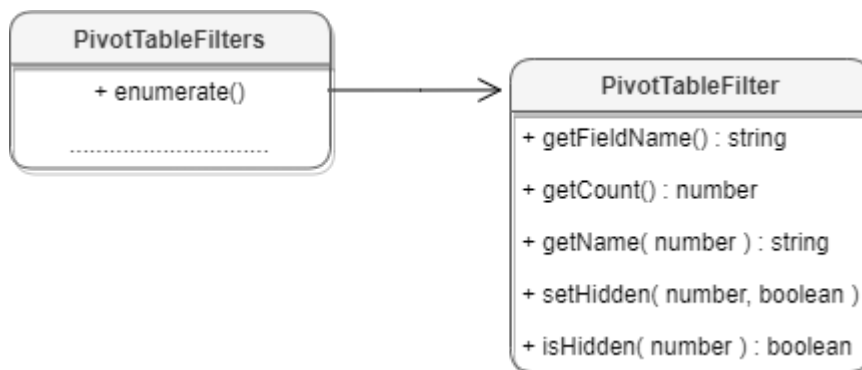 PivotTableFilters
+ enumerate()
PivotTableFilter
+ getFieldName() : string
+ getCount() : number
+ getName( number ) : string
+ setHidden( number, boolean )
+ isHidden( number ) : boolean